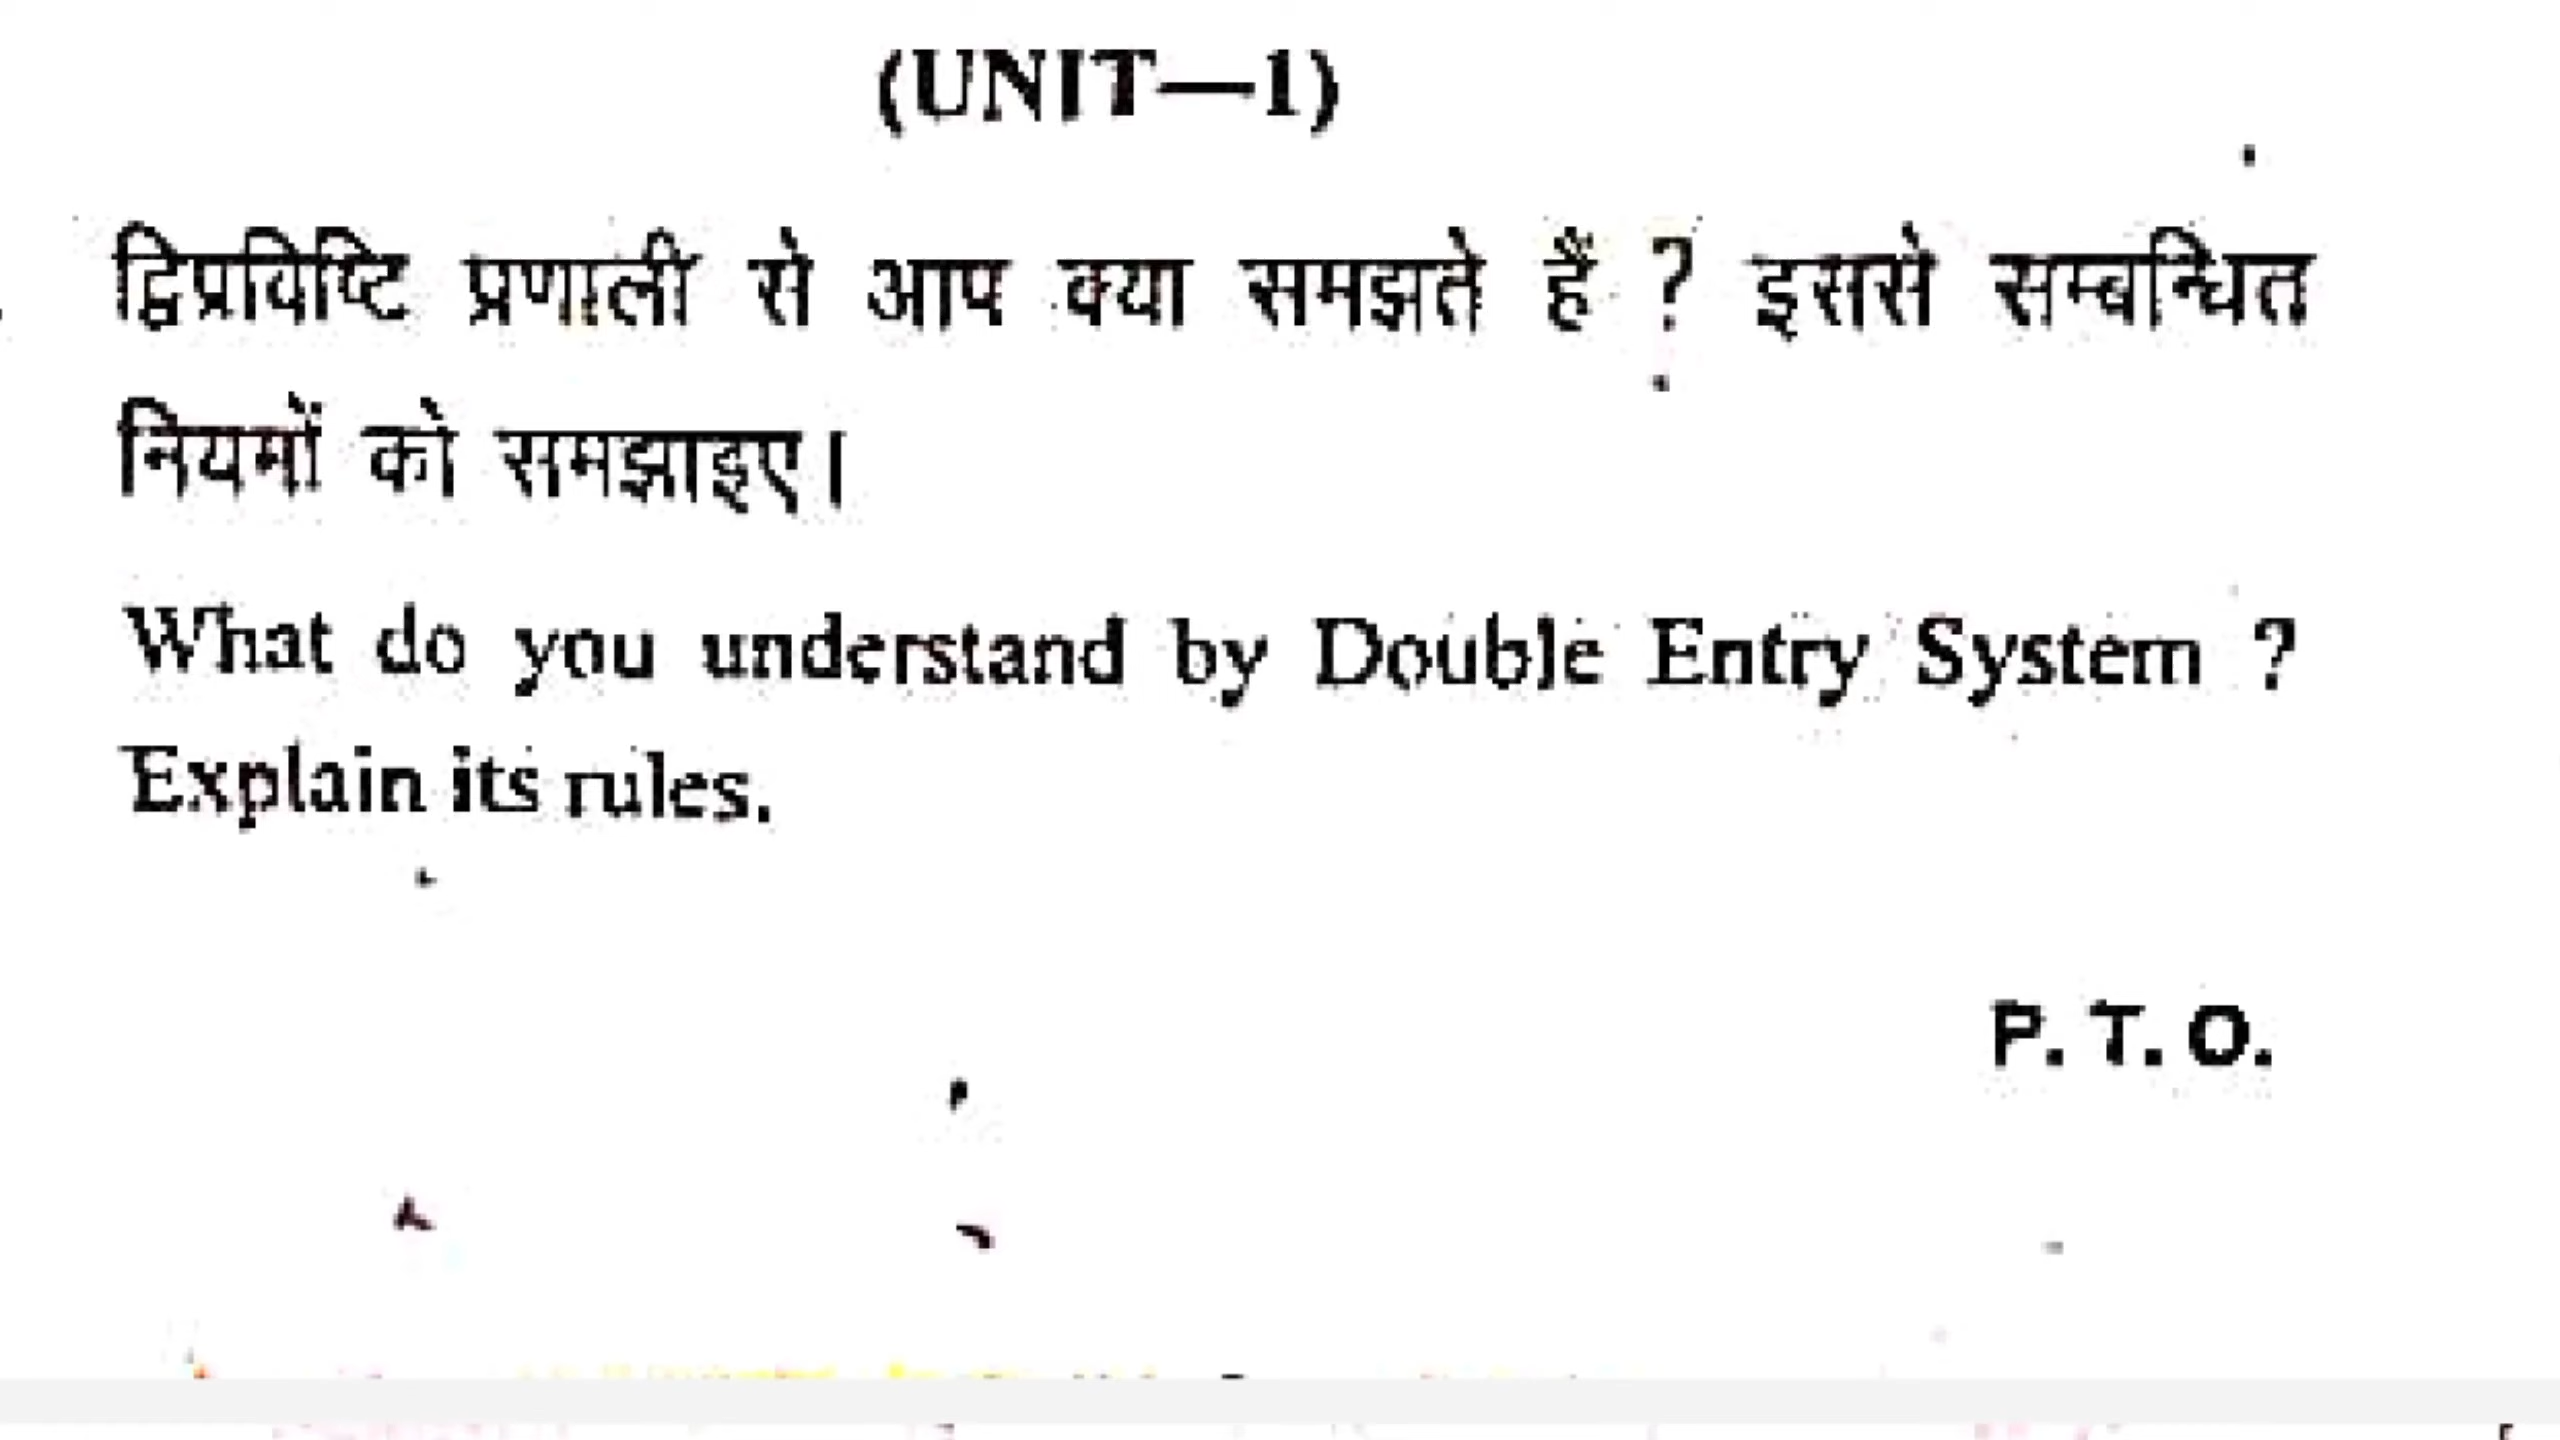 (UNIT—1)
द्विप्रविष्टि प्रणाली से आप क्या समझते हैं ? इससे सम्बन्धित
नियमों को समझाइए।
What do you understand by Double Entry System ?
Explain its rules.
P. T. O.